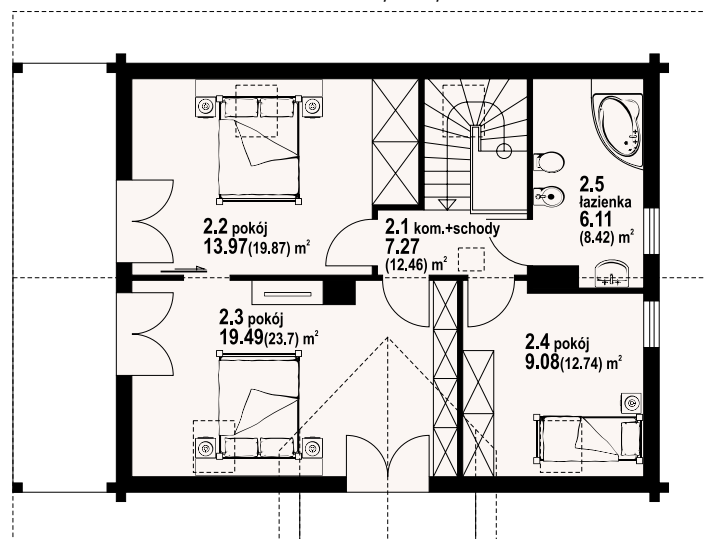 2.2 pokój
13.97(19.87) m²
2.1 kom.+schody
7.27
(12.46) m²
2.5
łazienka
6.11
(8.42) m²
2.3 pokój
19.49(23.7) m²
2.4 pokój
9.08(12.74) m²